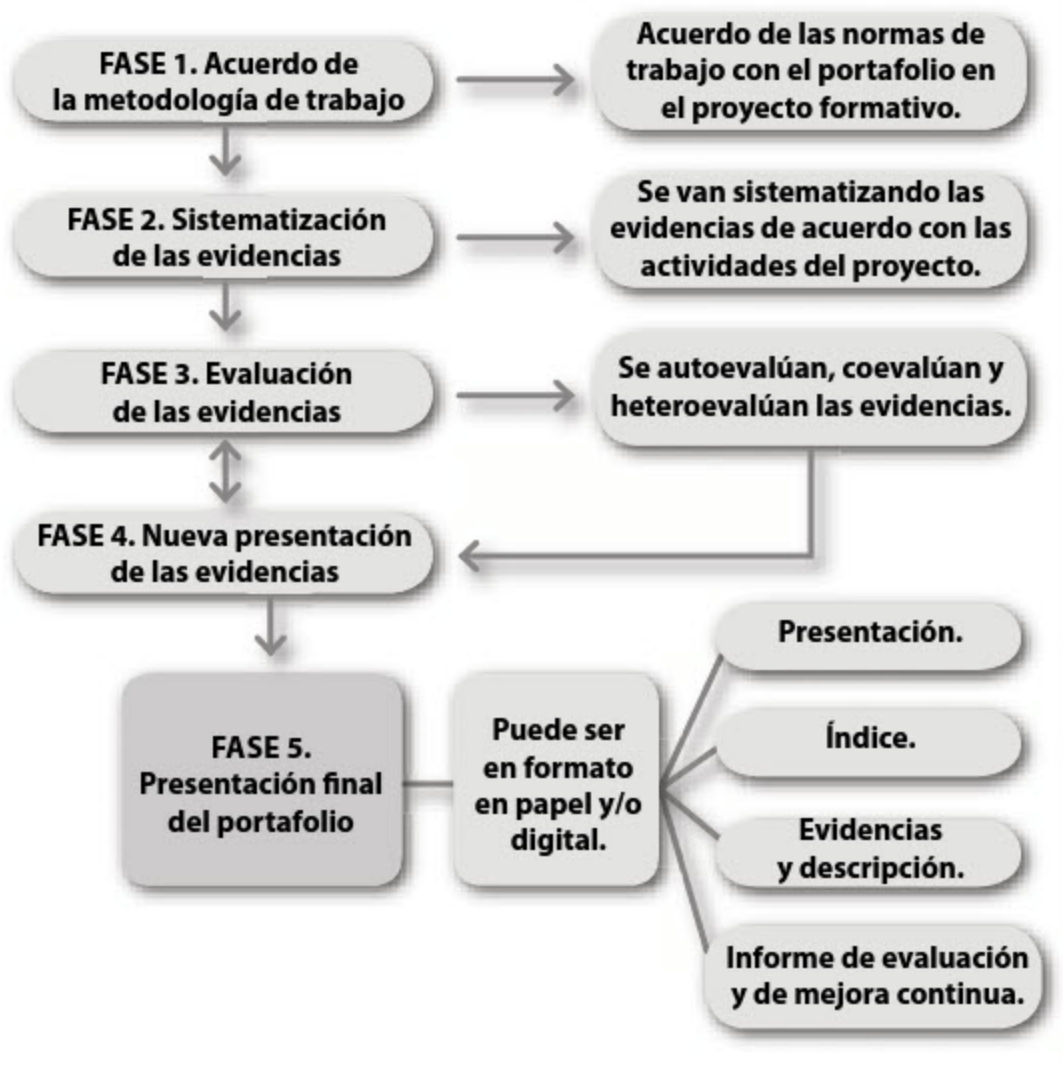 FASE 1. Acuerdo de
la metodología de trabajo
Acuerdo de las normas de
trabajo con el portafolio en
el proyecto formativo.
FASE 2. Sistematización
de las evidencias
Se van sistematizando las
evidencias de acuerdo con las
actividades del proyecto.
FASE 3. Evaluación
de las evidencias
Se autoevalúan, coevalúan y
heteroevalúan las evidencias.
FASE 4. Nueva presentación
de las evidencias
FASE 5.
Presentación final
del portafolio
Puede ser
en formato
en papel y/o
digital.
Presentación.
Índice.
Evidencias
y descripción.
Informe de evaluación
y de mejora continua.